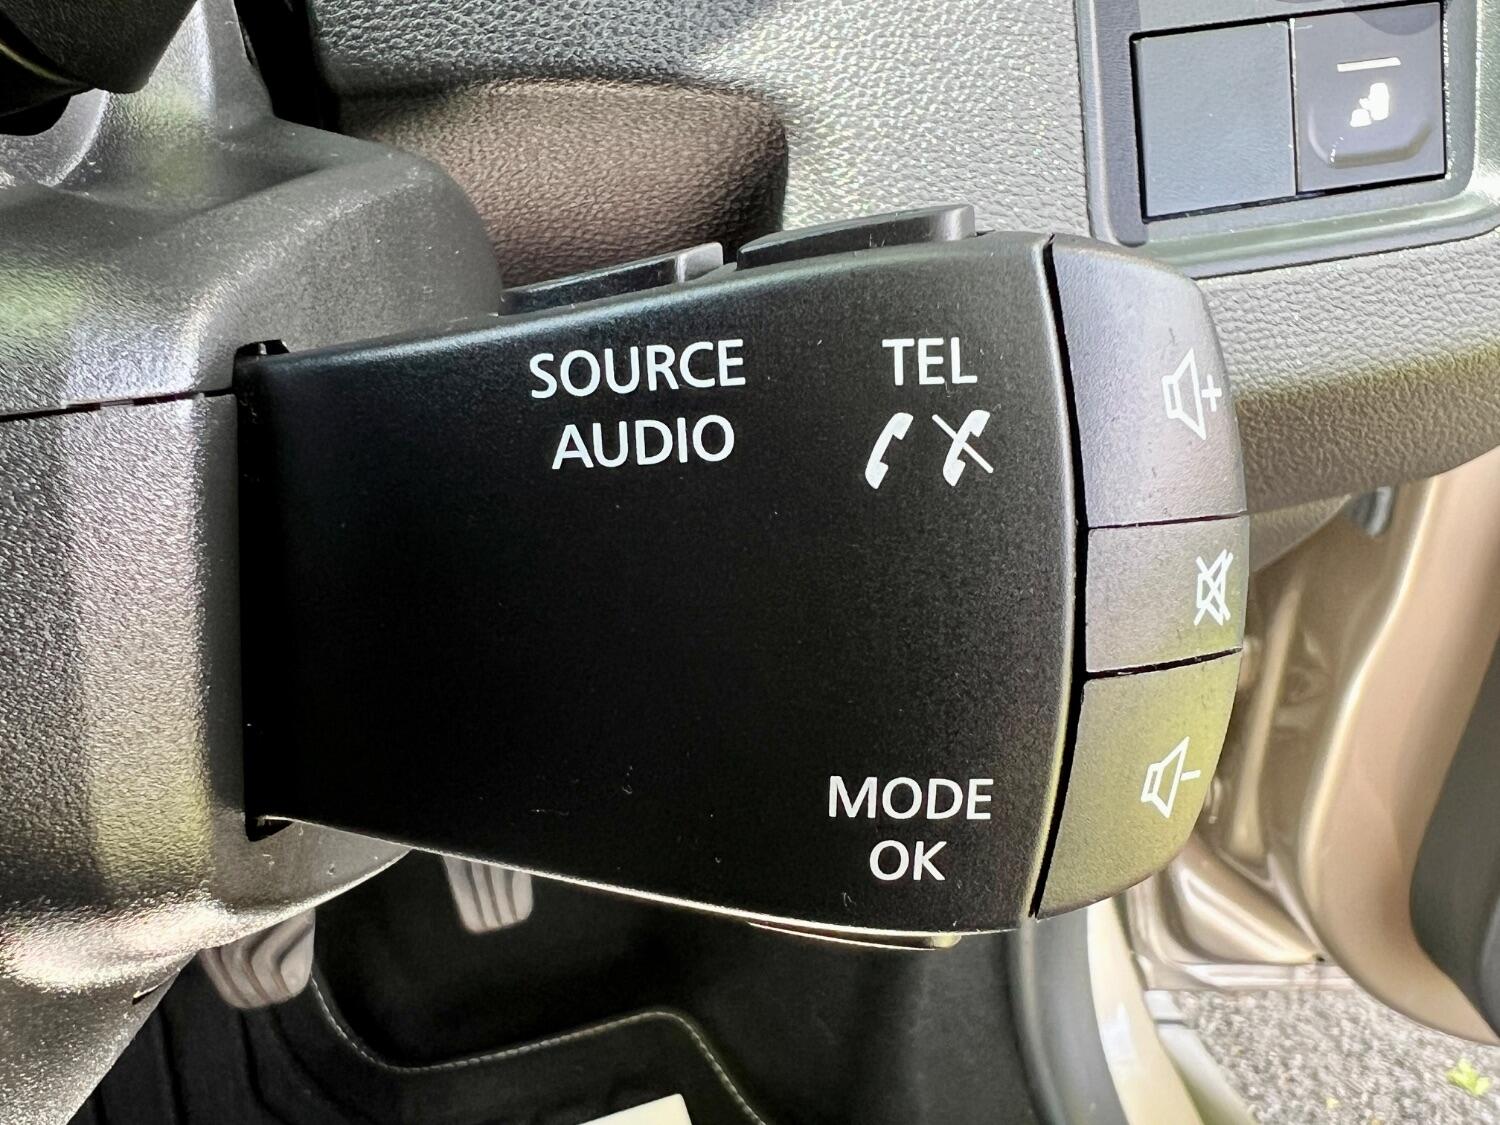 SOURCE
AUDIO
TEL
+
-
MODE
OK